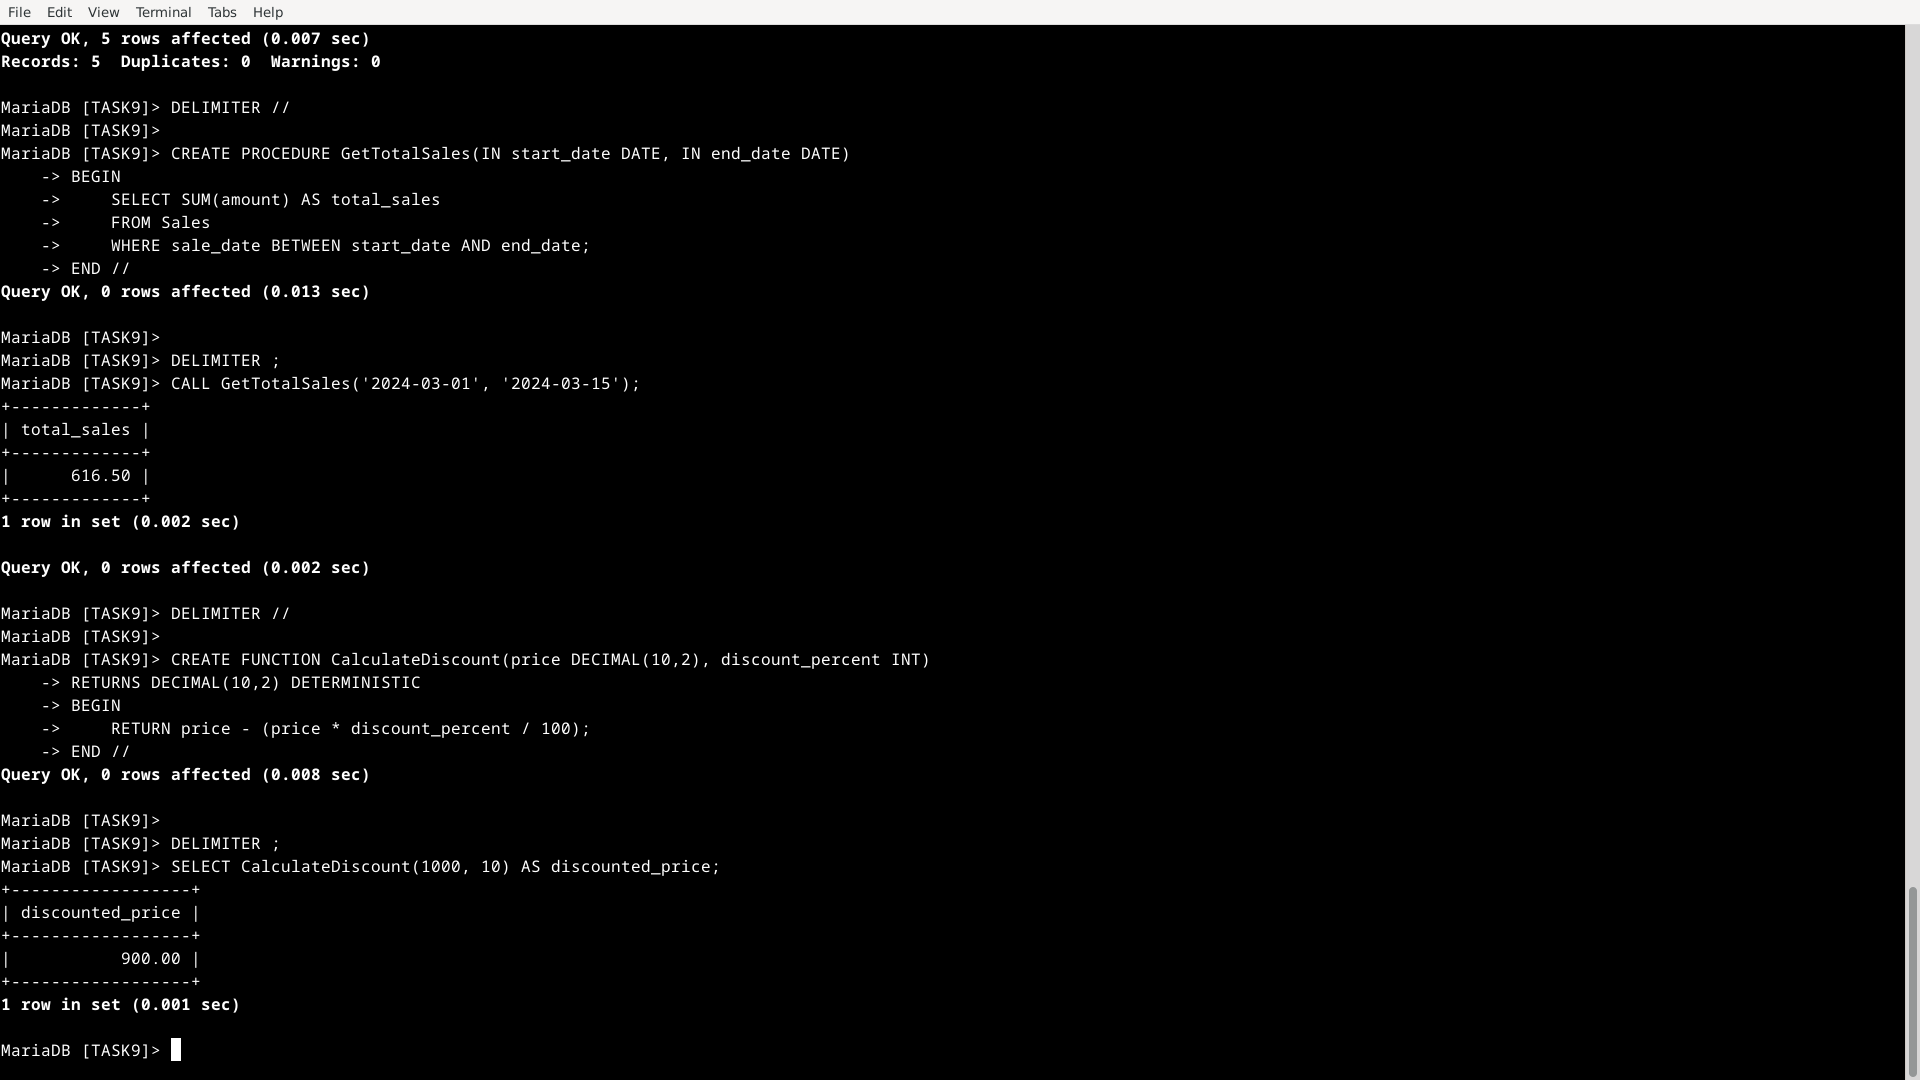 File Edit View Terminal Tabs Help
Query OK, 5 rows affected (0.007 sec)
Records: 5  Duplicates: 0  Warnings: 0
MariaDB [TASK9]> DELIMITER //
MariaDB [TASK9]>
MariaDB [TASK9]> CREATE PROCEDURE GetTotalSales(IN start_date DATE, IN end_date DATE)
    -> BEGIN
    ->     SELECT SUM(amount) AS total_sales
    ->     FROM Sales
    ->     WHERE sale_date BETWEEN start_date AND end_date;
    -> END //
Query OK, 0 rows affected (0.013 sec)
MariaDB [TASK9]>
MariaDB [TASK9]> DELIMITER ;
MariaDB [TASK9]> CALL GetTotalSales('2024-03-01', '2024-03-15');
+-------------+
| total_sales |
+-------------+
|      616.50 |
+-------------+
1 row in set (0.002 sec)
Query OK, 0 rows affected (0.002 sec)
MariaDB [TASK9]> DELIMITER //
MariaDB [TASK9]>
MariaDB [TASK9]> CREATE FUNCTION CalculateDiscount(price DECIMAL(10,2), discount_percent INT)
    -> RETURNS DECIMAL(10,2) DETERMINISTIC
    -> BEGIN
    ->     RETURN price - (price * discount_percent / 100);
    -> END //
Query OK, 0 rows affected (0.008 sec)
MariaDB [TASK9]>
MariaDB [TASK9]> DELIMITER ;
MariaDB [TASK9]> SELECT CalculateDiscount(1000, 10) AS discounted_price;
+------------------+
| discounted_price |
+------------------+
|           900.00 |
+------------------+
1 row in set (0.001 sec)
MariaDB [TASK9]>